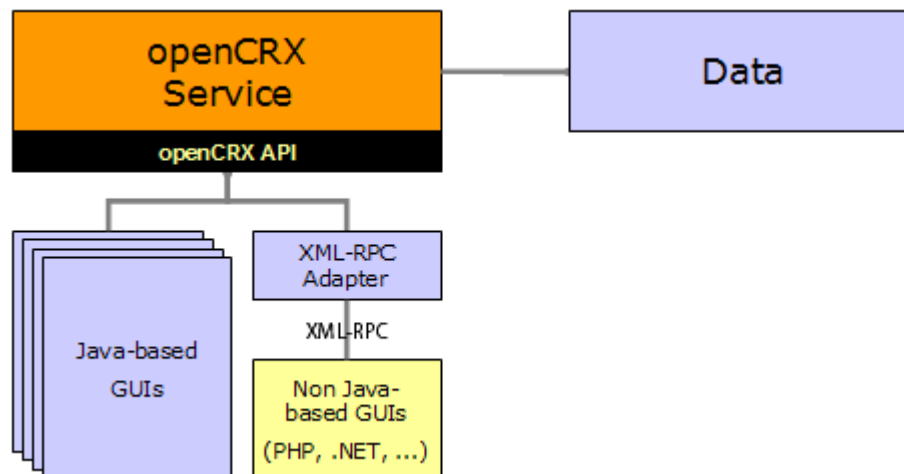 openCRX
Service
Data
openCRX API
XML-RPC
Adapter
XML-RPC
Java-based
GUIs
Non Java-
based GUIs
(PHP, .NET, ...)